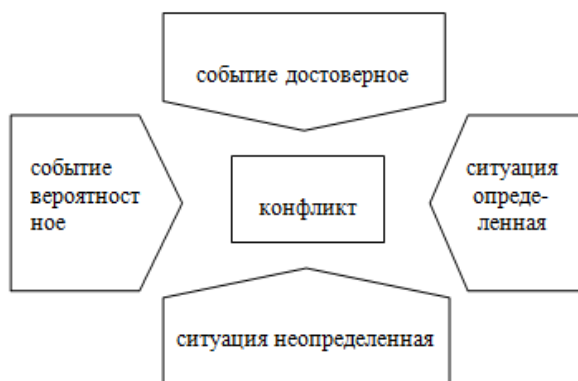 событие достоверное
событие
вероятност
ное
конфликт
ситуация
опреде-
ленная
ситуация неопределенная